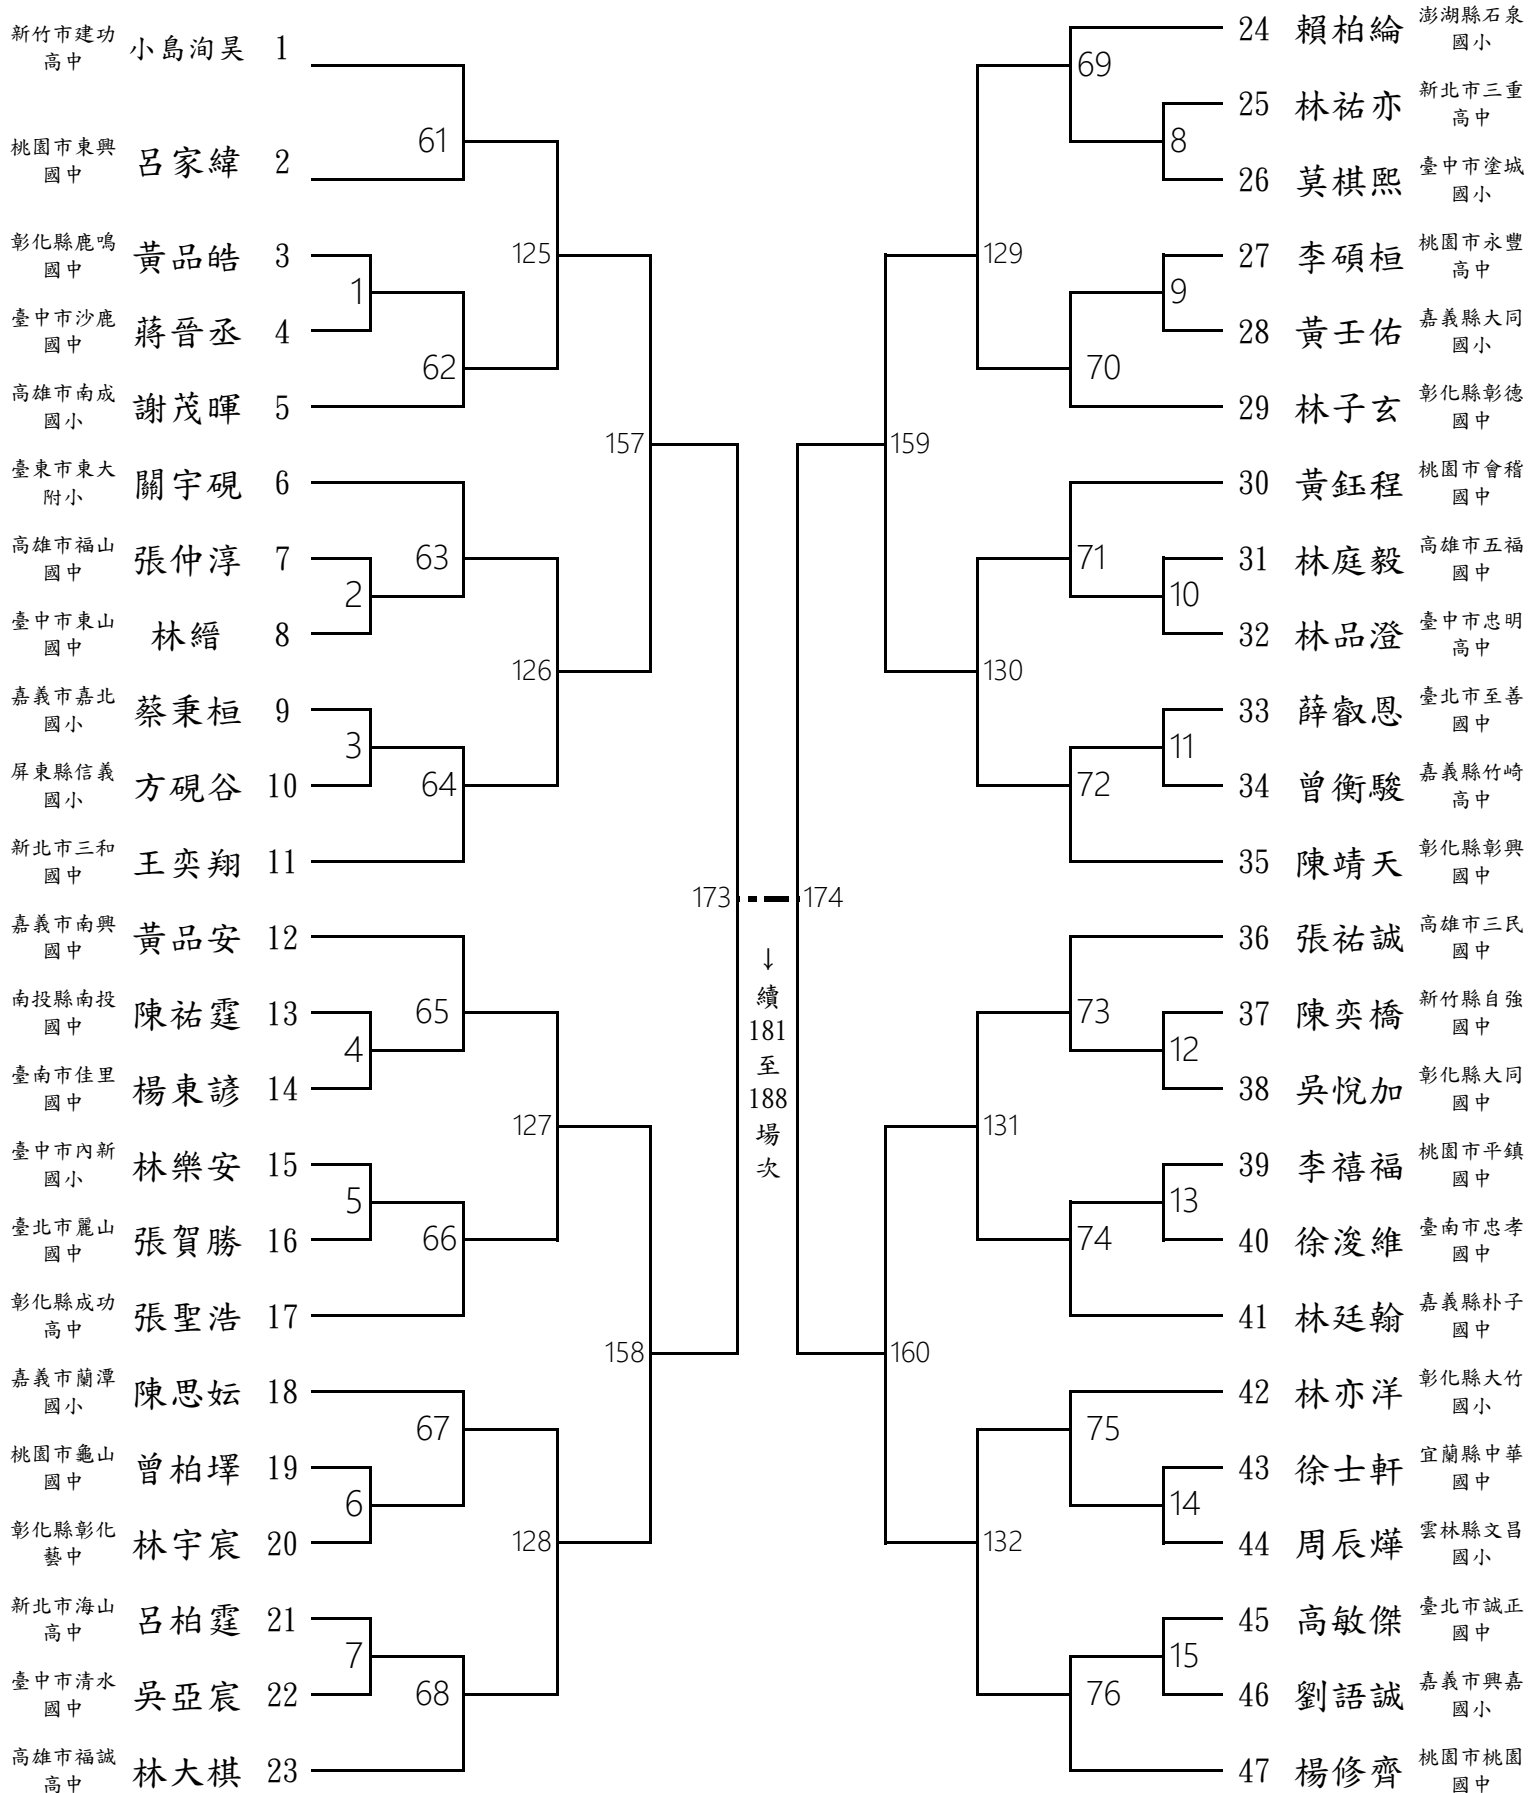 新竹市建功
高中
小島洵昊 1
桃園市東興
國中
呂家緯 2
彰化縣鹿鳴
國中
黃品皓 3
臺中市沙鹿
國中
蔣晉丞 4
高雄市南成
國小
謝茂暉 5
臺東市東大
附小
關宇硯 6
高雄市福山
國中
張仲淳 7
臺中市東山
國中
林縉 8
嘉義市嘉北
國小
蔡秉桓 9
屏東縣信義
國小
方硯谷 10
新北市三和
國中
王奕翔 11
嘉義市南興
國中
黃品安 12
南投縣南投
國中
陳祐霆 13
臺南市佳里
國中
楊東諺 14
臺中市內新
國小
林樂安 15
臺北市麗山
國中
張賀勝 16
彰化縣成功
高中
張聖浩 17
嘉義市蘭潭
國小
陳思妘 18
桃園市龜山
國中
曾柏墿 19
彰化縣彰化
藝中
林宇宸 20
新北市海山
高中
呂柏霆 21
臺中市清水
國中
吳亞宸 22
高雄市福誠
高中
林大棋 23
1
2
3
4
5
6
7
61
62
63
64
65
66
67
68
125
126
127
128
157
158
173
174
↓
續
181
至
188
場
次
159
160
129
130
131
132
69
70
71
72
73
74
75
76
8
9
10
11
12
13
14
15
24 賴柏綸
澎湖縣石泉
國小
25 林祐亦
新北市三重
高中
26 莫棋熙
臺中市塗城
國小
27 李碩桓
桃園市永豐
高中
28 黃壬佑
嘉義縣大同
國小
29 林子玄
彰化縣彰德
國中
30 黃鈺程
桃園市會稽
國中
31 林庭毅
高雄市五福
國中
32 林品澄
臺中市忠明
高中
33 薛叡恩
臺北市至善
國中
34 曾衡駿
嘉義縣竹崎
高中
35 陳靖天
彰化縣彰興
國中
36 張祐誠
高雄市三民
國中
37 陳奕橋
新竹縣自強
國中
38 吳悅加
彰化縣大同
國中
39 李禧福
桃園市平鎮
國中
40 徐浚維
臺南市忠孝
國中
41 林廷翰
嘉義縣朴子
國中
42 林亦洋
彰化縣大竹
國小
43 徐士軒
宜蘭縣中華
國中
44 周辰燁
雲林縣文昌
國小
45 高敏傑
臺北市誠正
國中
46 劉語誠
嘉義市興嘉
國小
47 楊修齊
桃園市桃園
國中